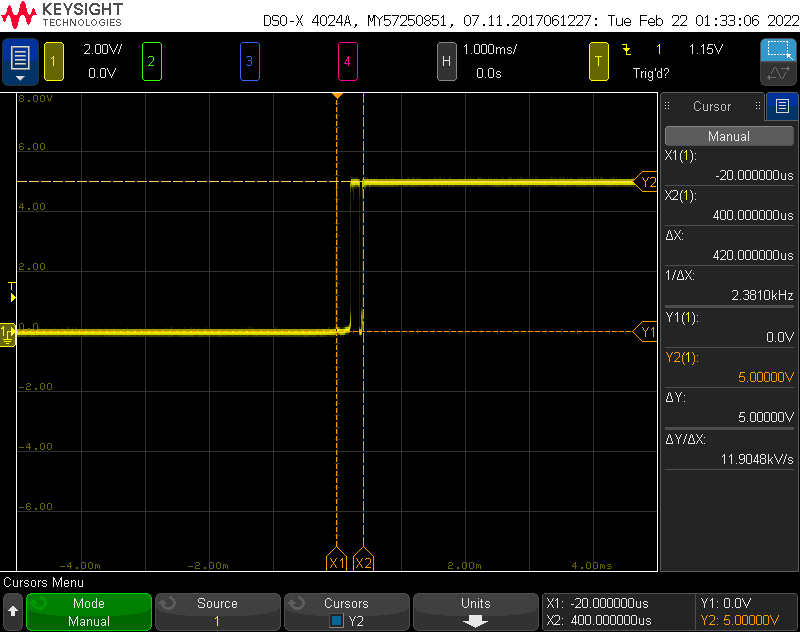 KEYSIGHT
TECHNOLOGIES
DSO-X 4024A, MY57250851, 07.11.2017061227: Tue Feb 22 01:33:06 2022
1
2.00V/
0.0V
2
3
4
H
1.000ms/
0.0s
T
1
1.15V
Trig'd?
8.00V
6.00
4.00
2.00
0.0
-2.00
-4.00
-6.00
T
1
Y2
Y1
X1
X2
-4.00m
-2.00m
2.00m
4.00ms
Cursor
Manual
X1(1):
-20.000000us
X2(1):
400.000000us
ΔX:
420.000000us
1/ΔX:
2.3810kHz
Y1(1):
0.0V
Y2(1):
5.00000V
ΔY:
5.00000V
ΔY/ΔX:
11.9048kV/s
Cursors Menu
Mode
Manual
Source
1
Cursors
Y2
Units
X1: -20.000000us
X2: 400.000000us
Y1: 0.0V
Y2: 5.00000V